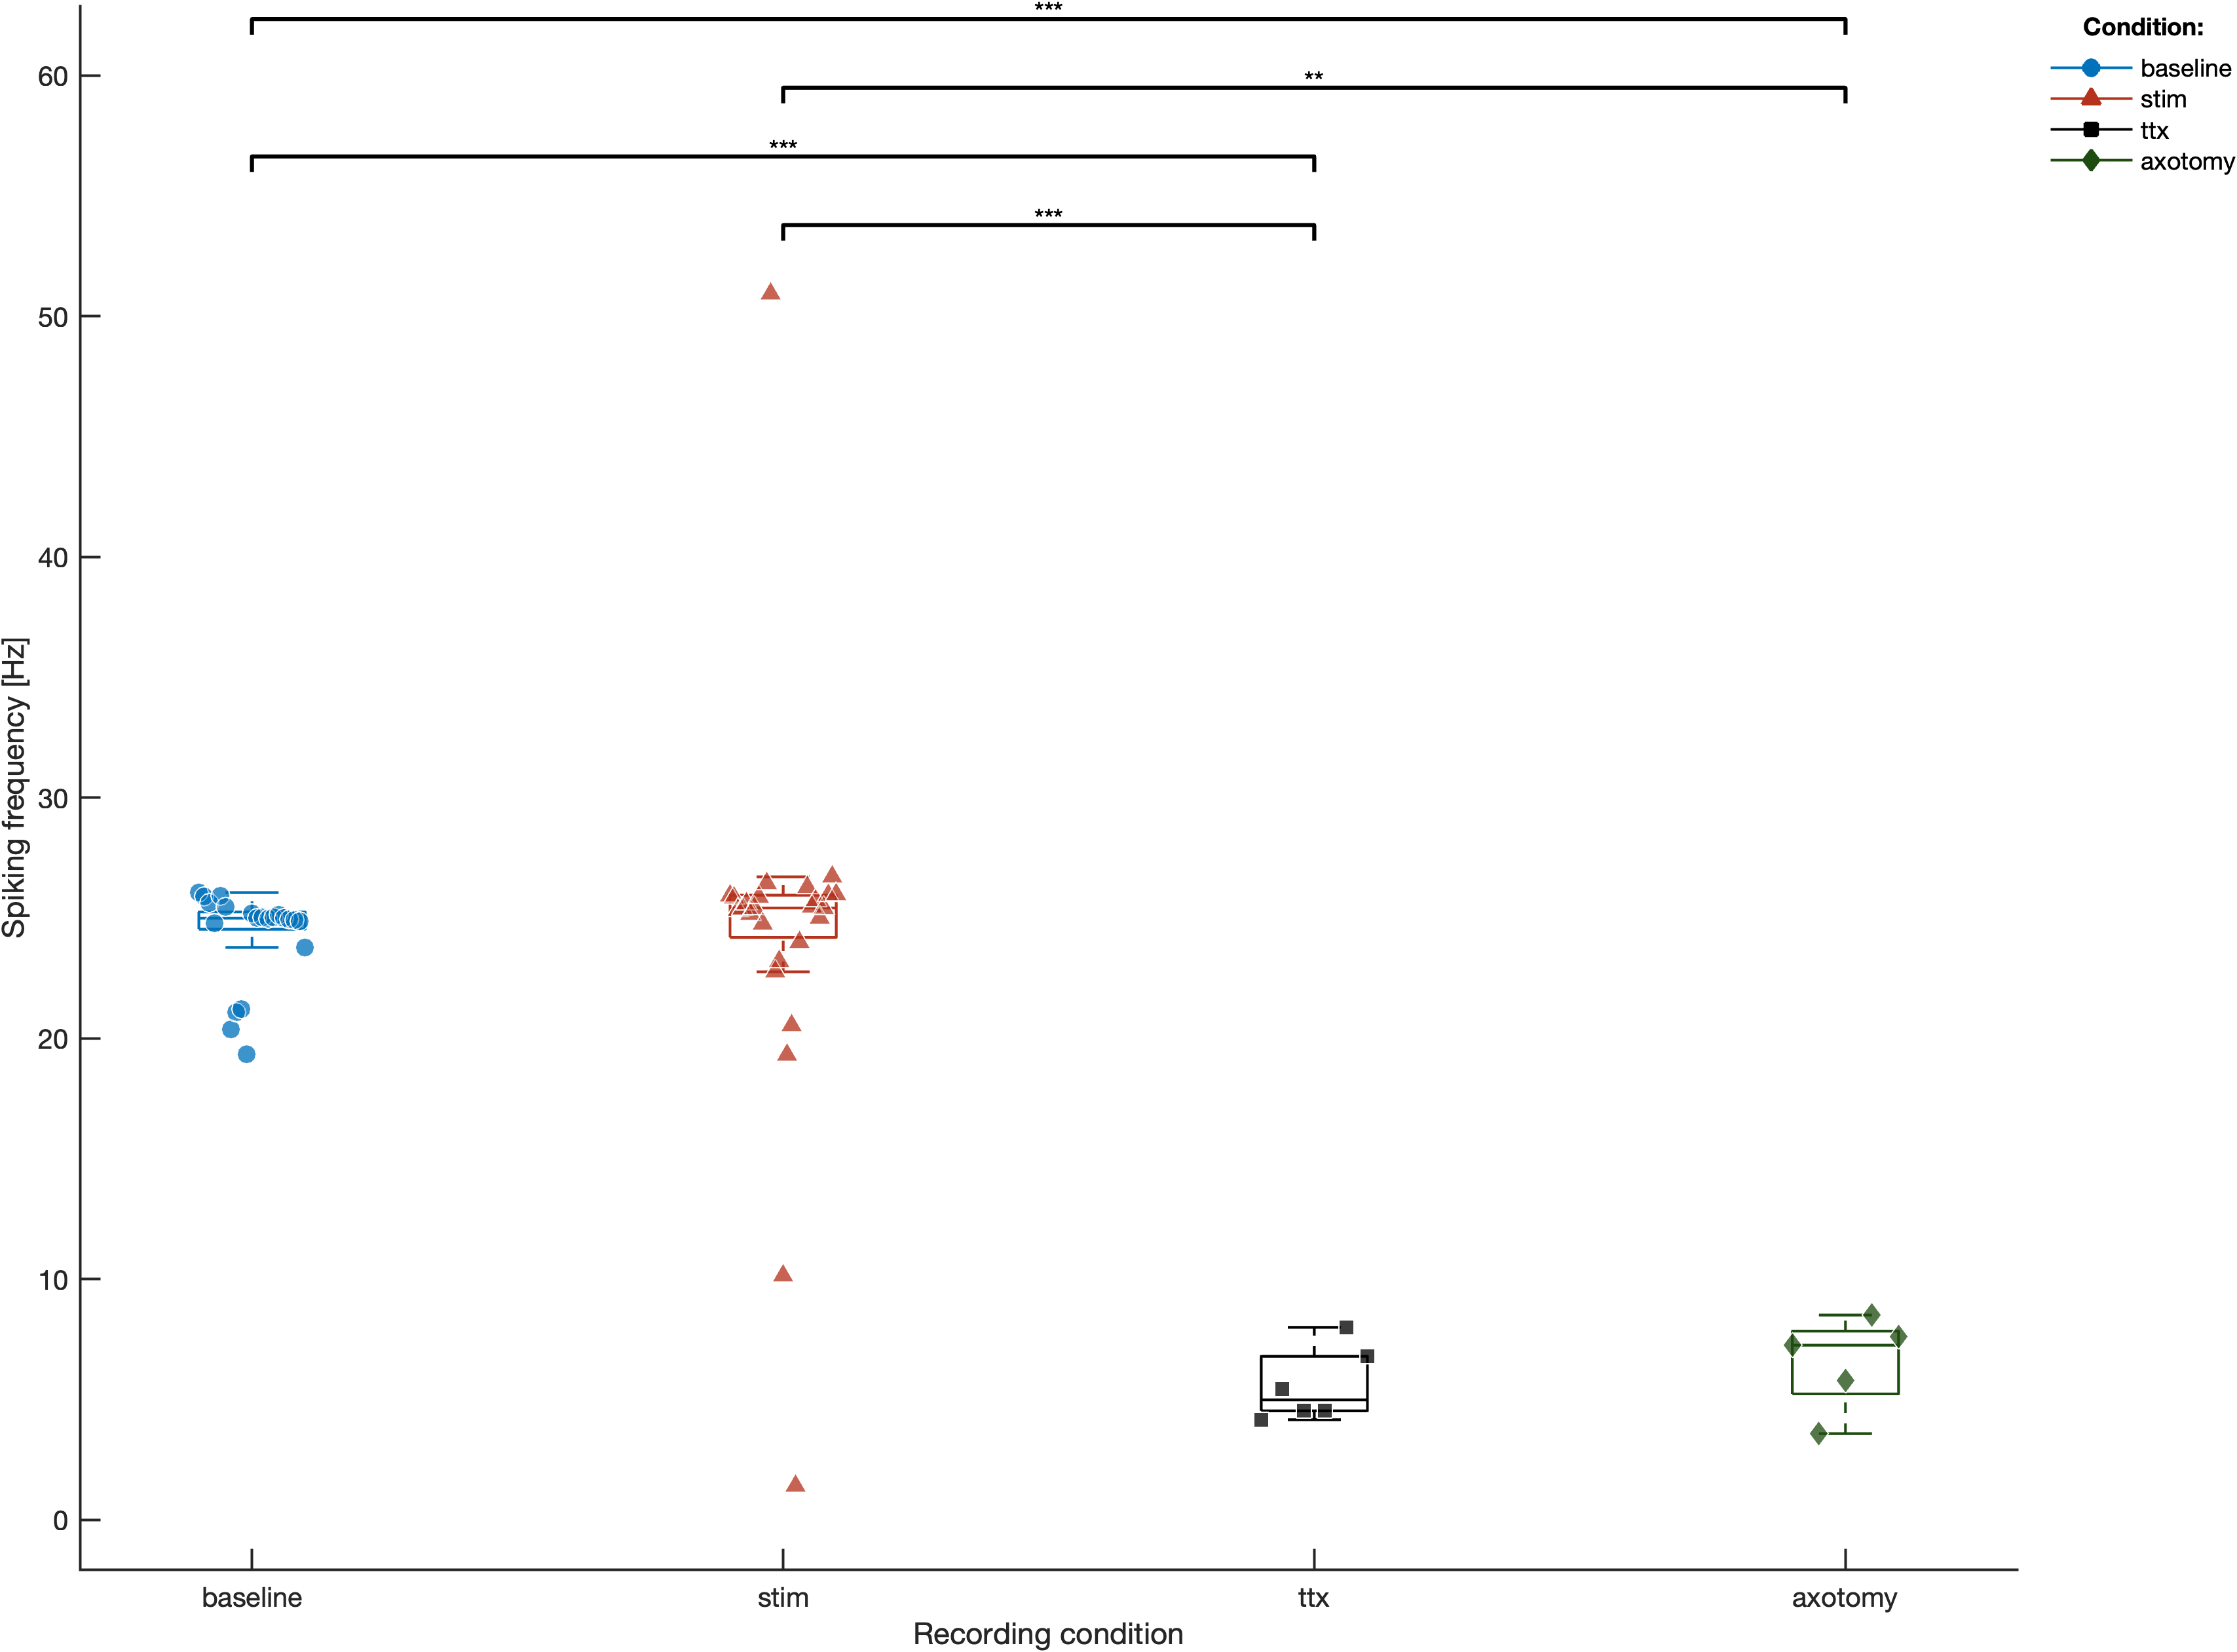 ***
**
***
***
Condition:
baseline
stim
ttx
axotomy
60
50
40
30
20
10
0
Spiking frequency [Hz]
baseline
stim
ttx
axotomy
Recording condition